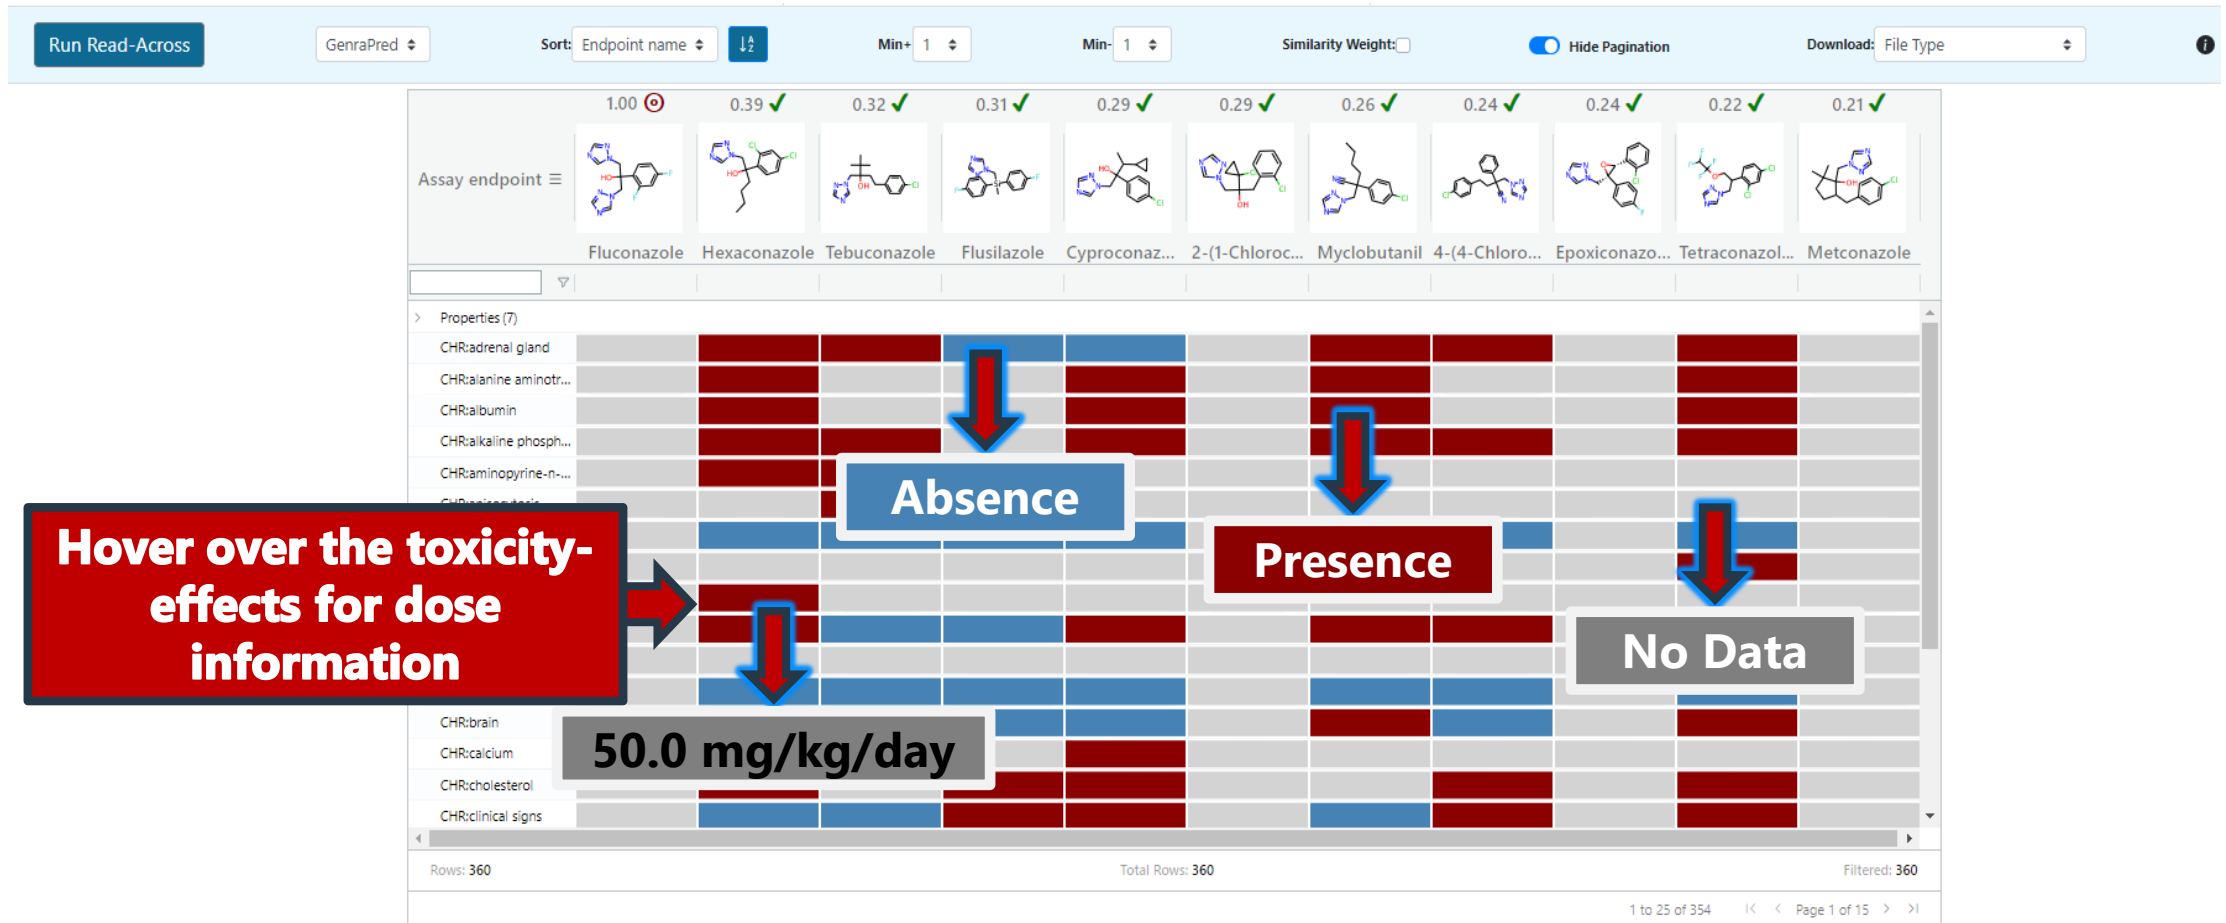 Run Read-Across
GenraPred
Sort: Endpoint name
Min+ 1
Min- 1
Similarity Weight:
Hide Pagination
Download: File Type
Assay endpoint
1.00
0.39
0.32
0.31
0.29
0.29
0.26
0.24
0.24
0.22
0.21
Fluconazole
Hexaconazole
Tebuconazole
Flusilazole
Cyproconaz...
2-(1-Chloroc...
Myclobutanil
4-(4-Chloro...
Epoxiconazo...
Tetraconazol...
Metconazole
Properties (7)
CHR:adrenal gland
CHR:alanine aminotr...
CHR:albumin
CHR:alkaline phosph...
CHR:aminopyrine-n-...
Absence
Presence
No Data
Hover over the toxicity-
effects for dose
information
50.0 mg/kg/day
CHR:brain
CHR:calcium
CHR:cholesterol
CHR:clinical signs
Rows: 360
Total Rows: 360
Filtered: 360
1 to 25 of 354
Page 1 of 15